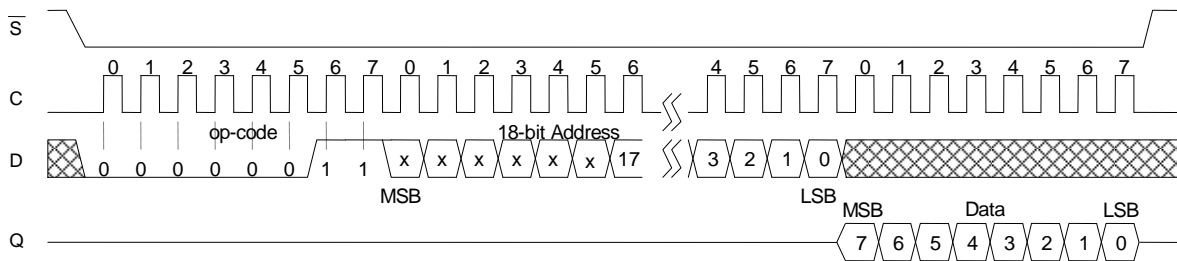 S
0 1 2 3 4 5 6 7 0 1 2 3 4 5 6 4 5 6 7 0 1 2 3 4 5 6 7
C
op-code 18-bit Address
D 0 0 0 0 0 0 1 1 x x x x x x 17 3 2 1 0
MSB LSB MSB Data LSB
Q 7 6 5 4 3 2 1 0